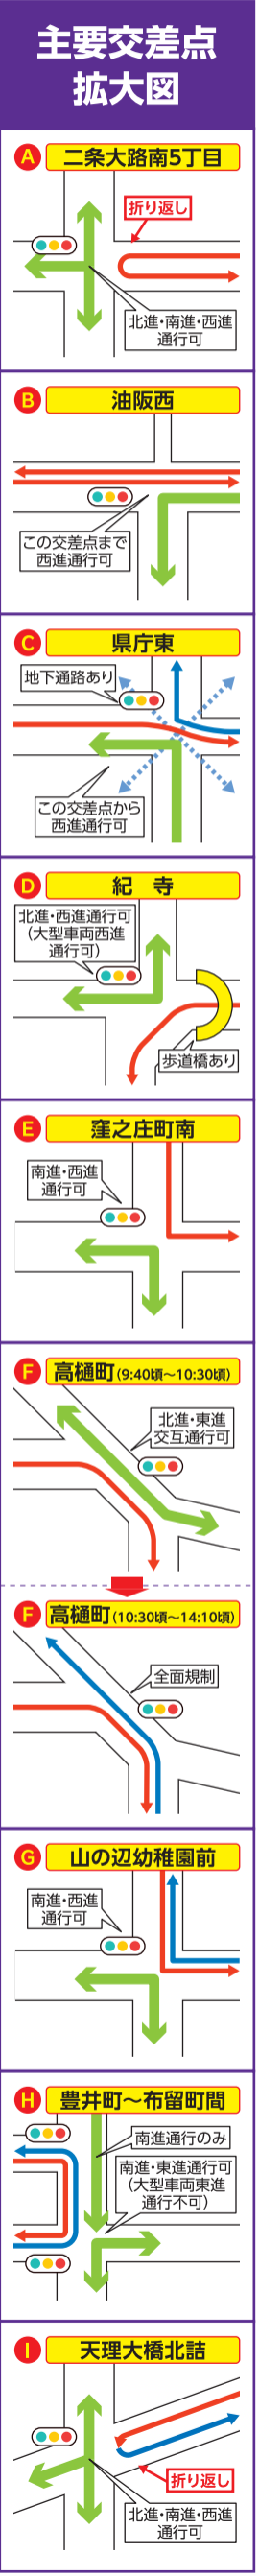 主要交差点
拡大図
A 二条大路南5丁目
折り返し
北進・南進・西進
通行可
B 油阪西
この交差点まで
西進通行可
C 県庁東
地下通路あり
この交差点から
西進通行可
D 紀 寺
北進・西進通行可
(大型車両西進
通行可)
歩道橋あり
E 窪之庄町南
南進・西進
通行可
F 高樋町(9:40頃～10:30頃)
北進・東進
交互通行可
F 高樋町(10:30頃～14:10頃)
全面規制
G 山の辺幼稚園前
南進・西進
通行可
H 豊井町～布留町間
南進通行のみ
南進・東進通行可
(大型車両東進
通行不可)
I 天理大橋北詰
折り返し
北進・南進・西進
通行可